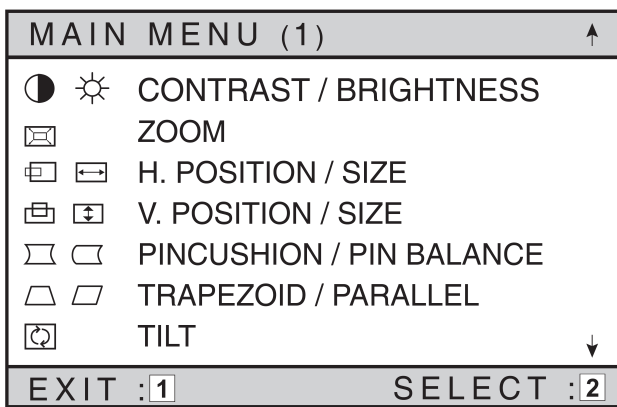 MAIN MENU (1)
CONTRAST / BRIGHTNESS
ZOOM
H. POSITION / SIZE
V. POSITION / SIZE
PINCUSHION / PIN BALANCE
TRAPEZOID / PARALLEL
TILT
EXIT :1 SELECT :2